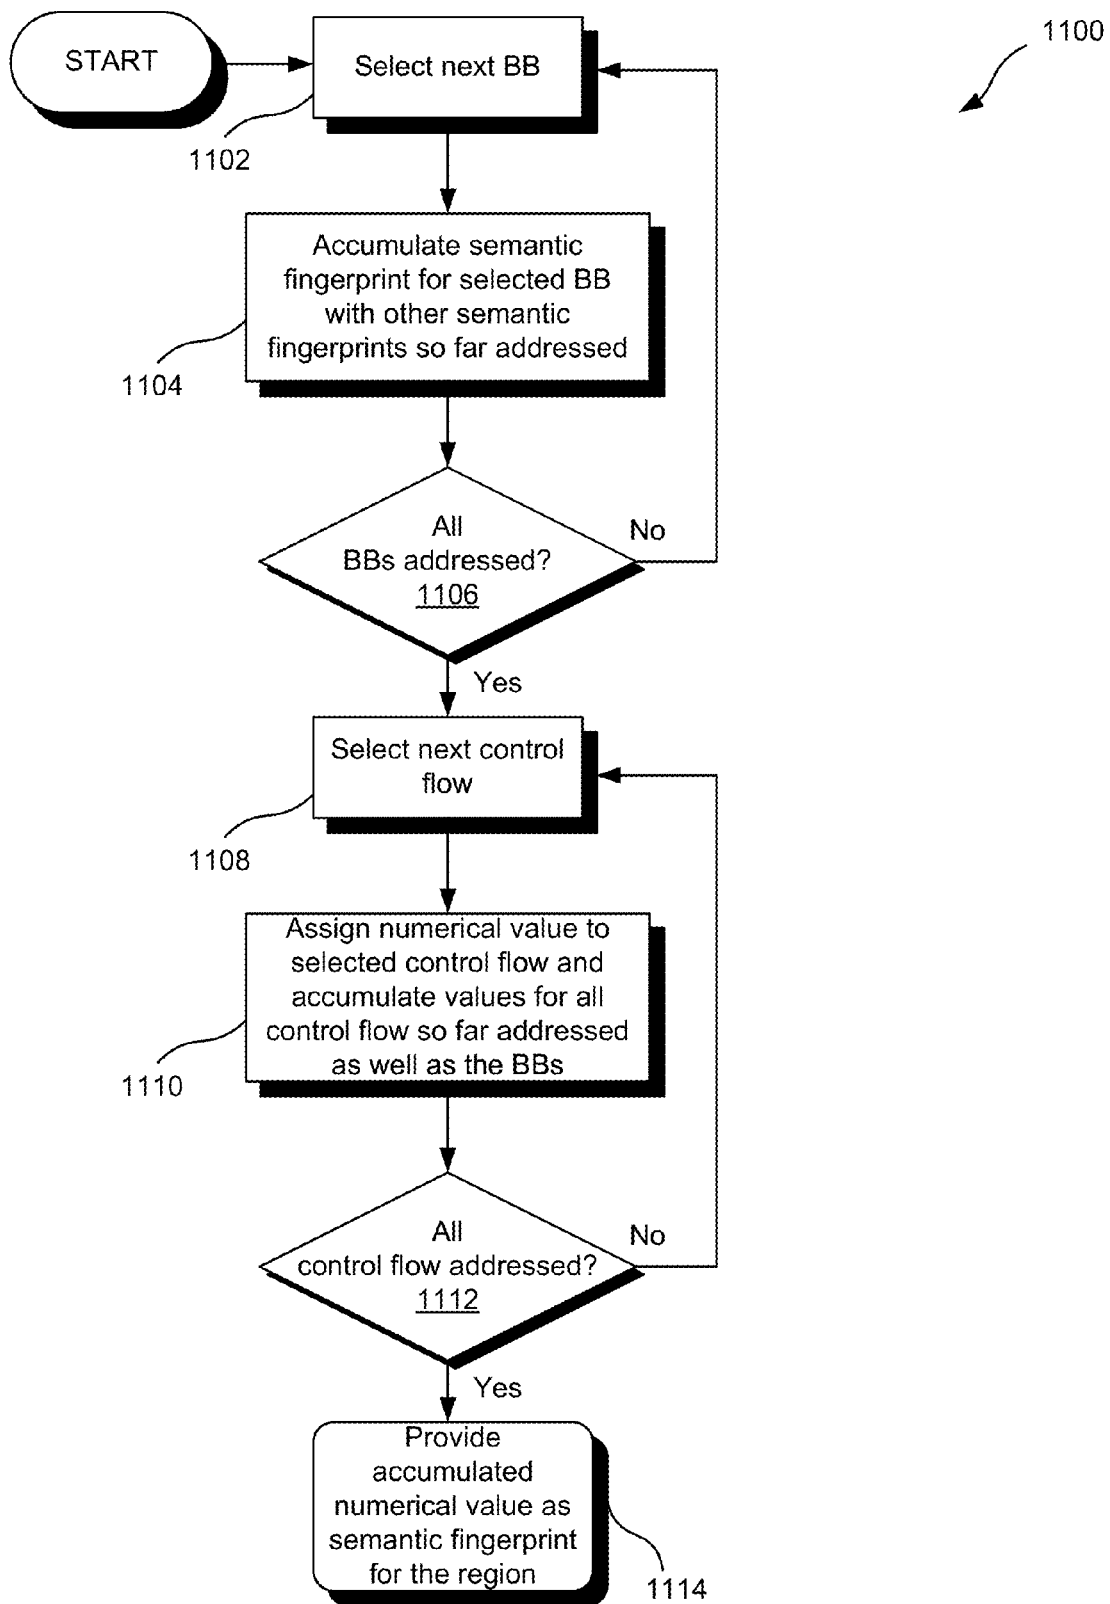 START
Select next BB
1100
1102
Accumulate semantic
fingerprint for selected BB
with other semantic
fingerprints so far addressed
1104
All
BBs addressed?
1106
No
Yes
Select next control
flow
1108
Assign numerical value to
selected control flow and
accumulate values for all
control flow so far addressed
as well as the BBs
1110
All
control flow addressed?
1112
No
Yes
Provide
accumulated
numerical value as
semantic fingerprint
for the region
1114